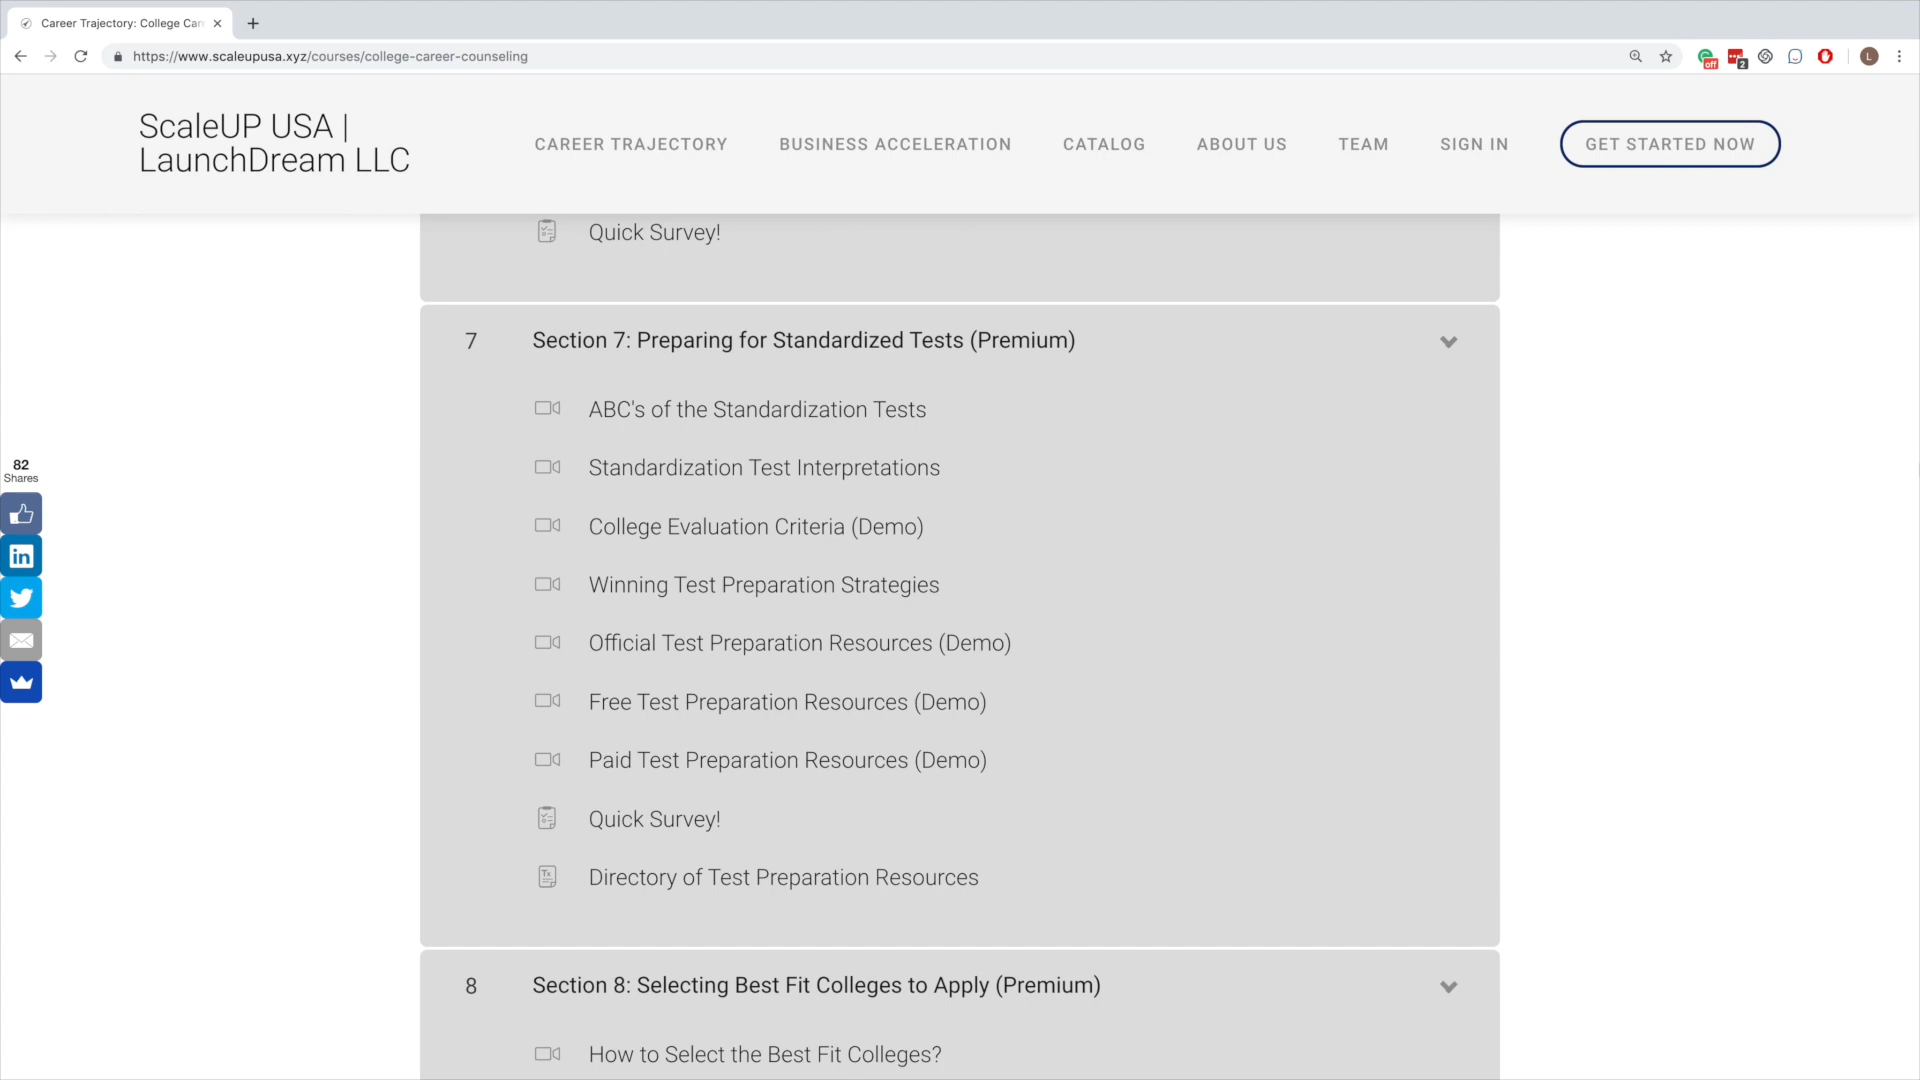 Career Trajectory: College Car
https://www.scaleupusa.xyz/courses/college-career-counseling
off
2
L
ScaleUP USA |
LaunchDream LLC
CAREER TRAJECTORY
BUSINESS ACCELERATION
CATALOG
ABOUT US
TEAM
SIGN IN
GET STARTED NOW
Quick Survey!
7 Section 7: Preparing for Standardized Tests (Premium)
ABC's of the Standardization Tests
Standardization Test Interpretations
College Evaluation Criteria (Demo)
Winning Test Preparation Strategies
Official Test Preparation Resources (Demo)
Free Test Preparation Resources (Demo)
Paid Test Preparation Resources (Demo)
Quick Survey!
Tx
Directory of Test Preparation Resources
8 Section 8: Selecting Best Fit Colleges to Apply (Premium)
How to Select the Best Fit Colleges?
82
Shares
in